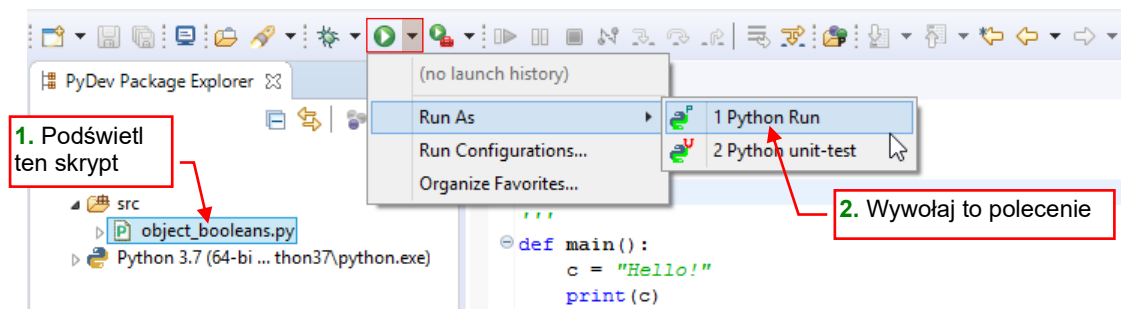 PyDev Package Explorer
(no launch history)
Run As
1 Python Run
Run Configurations...
2 Python unit-test
Organize Favorites...
1. Podświetl
ten skrypt
2. Wywołaj to polecenie
src
object_booleans.py
Python 3.7 (64-bi ... thon37\python.exe)
'''
def main():
c = "Hello!"
print(c)